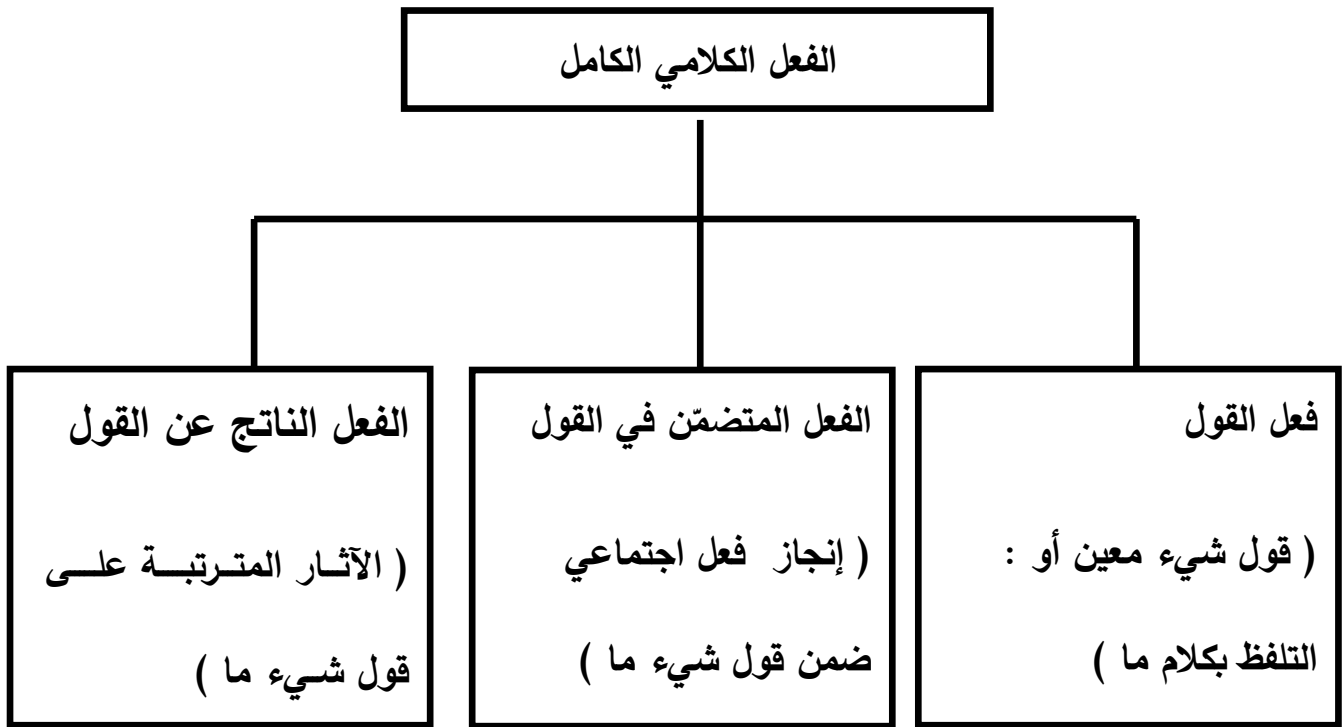 الفعل الكلامي الكامل
فعل القول
( قول شيء معين أو :
التلفظ بكلام ما )
الفعل المتضمّن في القول
( إنجاز فعل اجتماعي
ضمن قول شيء ما )
الفعل الناتج عن القول
( الآثار المترتبة على
قول شيء ما )